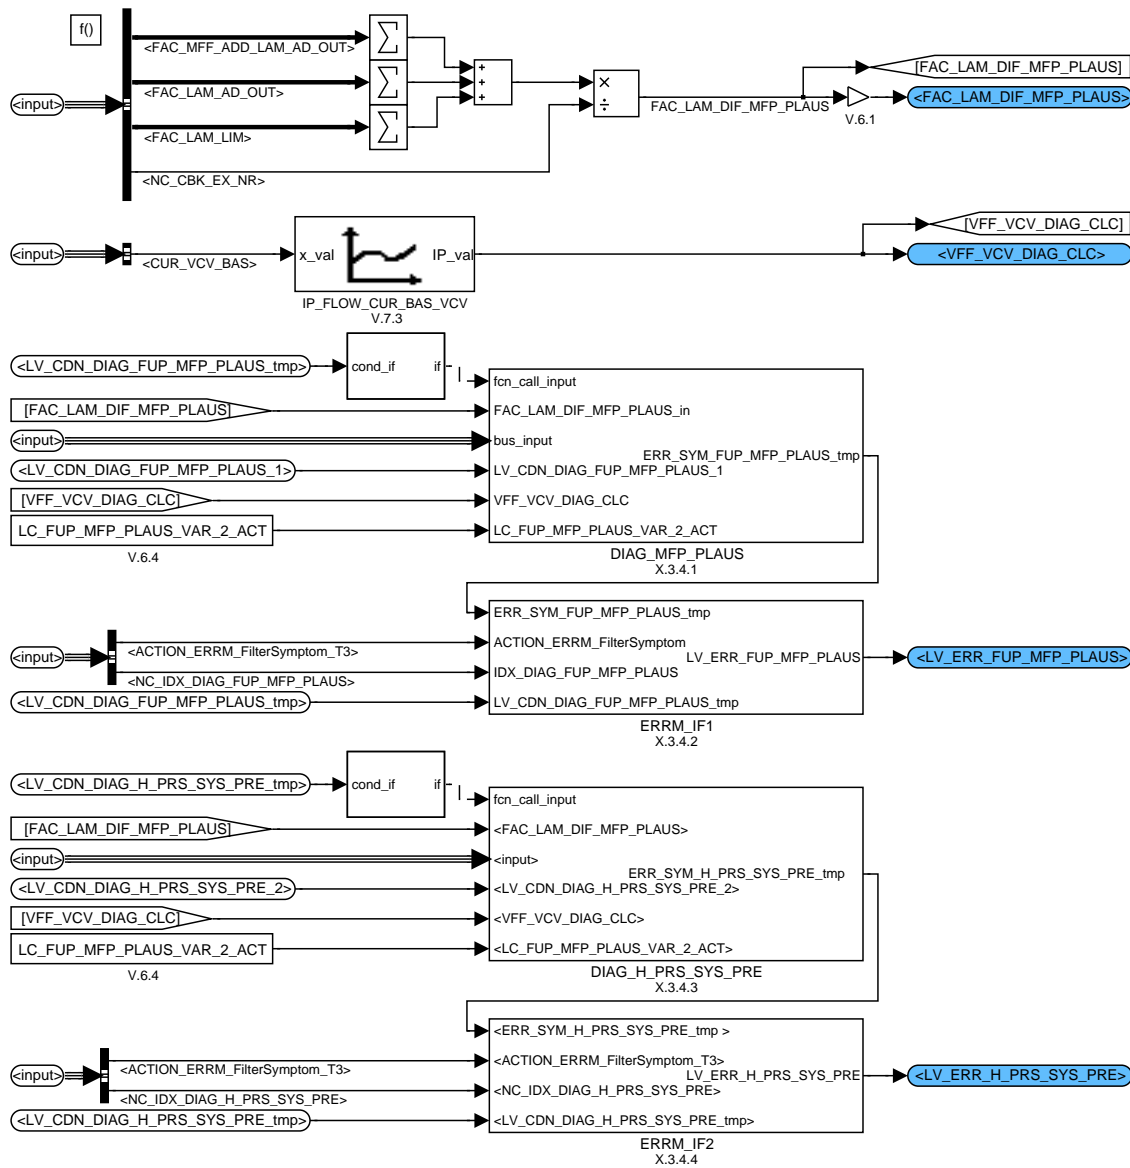 f()
<FAC_MFF_ADD_LAM_AD_OUT>
<input>
<FAC_LAM_AD_OUT>
<FAC_LAM_LIM>
<NC_CBK_EX_NR>
Σ
Σ
Σ
+
+
+
×
÷
FAC_LAM_DIF_MFP_PLAUS
V.6.1
[FAC_LAM_DIF_MFP_PLAUS]
<FAC_LAM_DIF_MFP_PLAUS>
<input>
<CUR_VCV_BAS>
x_val
IP_val
IP_FLOW_CUR_BAS_VCV
V.7.3
[VFF_VCV_DIAG_CLC]
<VFF_VCV_DIAG_CLC>
<LV_CDN_DIAG_FUP_MFP_PLAUS_tmp>
cond_if
if
[FAC_LAM_DIF_MFP_PLAUS]
<input>
<LV_CDN_DIAG_FUP_MFP_PLAUS_1>
[VFF_VCV_DIAG_CLC]
LC_FUP_MFP_PLAUS_VAR_2_ACT
V.6.4
fcn_call_input
FAC_LAM_DIF_MFP_PLAUS_in
bus_input
ERR_SYM_FUP_MFP_PLAUS_tmp
LV_CDN_DIAG_FUP_MFP_PLAUS_1
VFF_VCV_DIAG_CLC
LC_FUP_MFP_PLAUS_VAR_2_ACT
DIAG_MFP_PLAUS
X.3.4.1
<input>
<ACTION_ERRM_FilterSymptom_T3>
<NC_IDX_DIAG_FUP_MFP_PLAUS>
<LV_CDN_DIAG_FUP_MFP_PLAUS_tmp>
ERR_SYM_FUP_MFP_PLAUS_tmp
ACTION_ERRM_FilterSymptom
LV_ERR_FUP_MFP_PLAUS
IDX_DIAG_FUP_MFP_PLAUS
LV_CDN_DIAG_FUP_MFP_PLAUS_tmp
ERRM_IF1
X.3.4.2
<LV_ERR_FUP_MFP_PLAUS>
<LV_CDN_DIAG_H_PRS_SYS_PRE_tmp>
cond_if
if
[FAC_LAM_DIF_MFP_PLAUS]
<input>
<LV_CDN_DIAG_H_PRS_SYS_PRE_2>
[VFF_VCV_DIAG_CLC]
LC_FUP_MFP_PLAUS_VAR_2_ACT
V.6.4
fcn_call_input
<FAC_LAM_DIF_MFP_PLAUS>
<input>
ERR_SYM_H_PRS_SYS_PRE_tmp
<LV_CDN_DIAG_H_PRS_SYS_PRE_2>
<VFF_VCV_DIAG_CLC>
<LC_FUP_MFP_PLAUS_VAR_2_ACT>
DIAG_H_PRS_SYS_PRE
X.3.4.3
<input>
<ACTION_ERRM_FilterSymptom_T3>
<NC_IDX_DIAG_H_PRS_SYS_PRE>
<LV_CDN_DIAG_H_PRS_SYS_PRE_tmp>
<ERR_SYM_H_PRS_SYS_PRE_tmp >
<ACTION_ERRM_FilterSymptom_T3>
LV_ERR_H_PRS_SYS_PRE
<NC_IDX_DIAG_H_PRS_SYS_PRE>
<LV_CDN_DIAG_H_PRS_SYS_PRE_tmp>
ERRM_IF2
X.3.4.4
<LV_ERR_H_PRS_SYS_PRE>